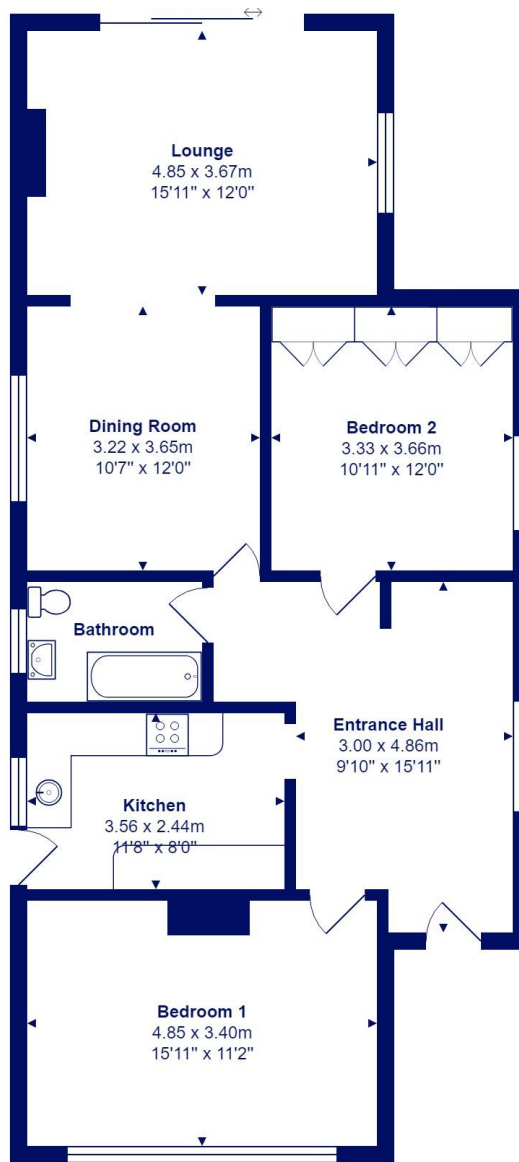 Lounge
4.85 x 3.67m
15'11" x 12'0"
Dining Room
3.22 x 3.65m
10'7" x 12'0"
Bedroom 2
3.33 x 3.66m
10'11" x 12'0"
Bathroom
Entrance Hall
3.00 x 4.86m
9'10" x 15'11"
Kitchen
3.56 x 2.44m
11'8" x 8'0"
Bedroom 1
4.85 x 3.40m
15'11" x 11'2"